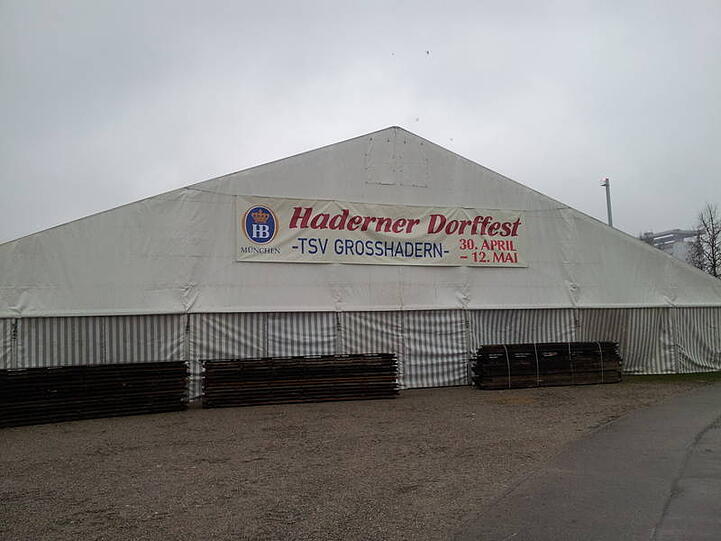 HB
MÜNCHEN
Haderner Dorffest
-TSV GROSSHADERN-
30. APRIL
- 12. MAI